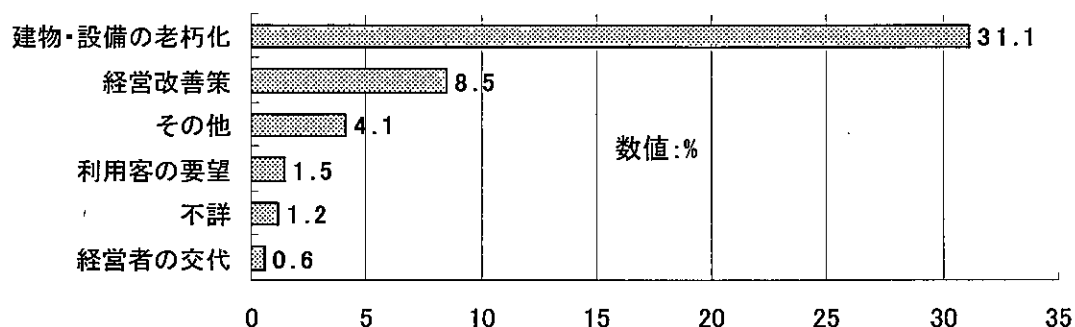 建物・設備の老朽化 31.1
経営改善策 8.5
その他 4.1
数値:%
利用客の要望 1.5
不詳 1.2
経営者の交代 0.6
0 5 10 15 20 25 30 35